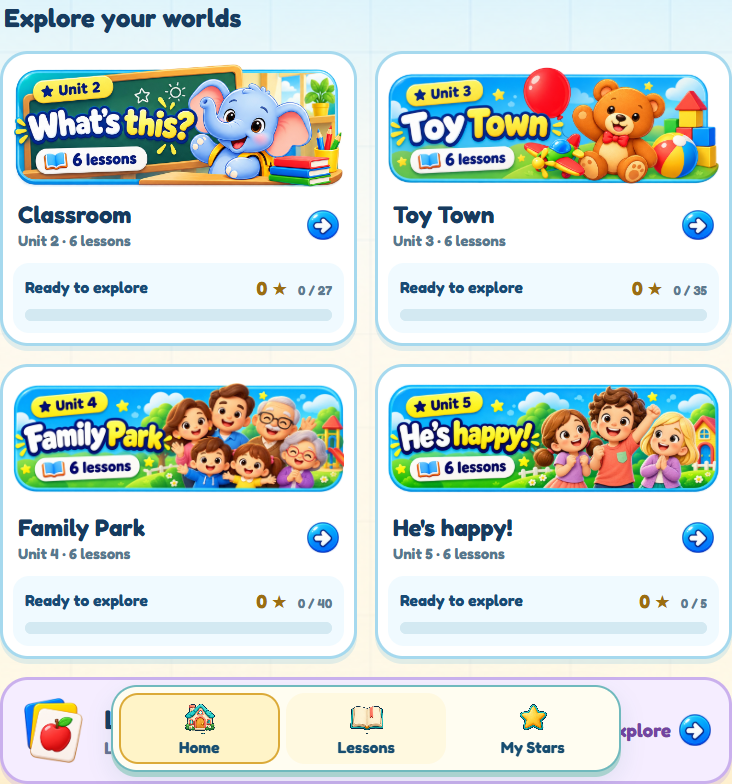 Explore your worlds
★ Unit 2
What's this?
6 lessons
Classroom
Unit 2 · 6 lessons
Ready to explore
0 ★ 0 / 27
★ Unit 3
Toy Town
6 lessons
Toy Town
Unit 3 · 6 lessons
Ready to explore
0 ★ 0 / 35
★ Unit 4
Family Park
6 lessons
Family Park
Unit 4 · 6 lessons
Ready to explore
0 ★ 0 / 40
★ Unit 5
He's happy!
6 lessons
He's happy!
Unit 5 · 6 lessons
Ready to explore
0 ★ 0 / 5
Home
Lessons
My Stars
xplore